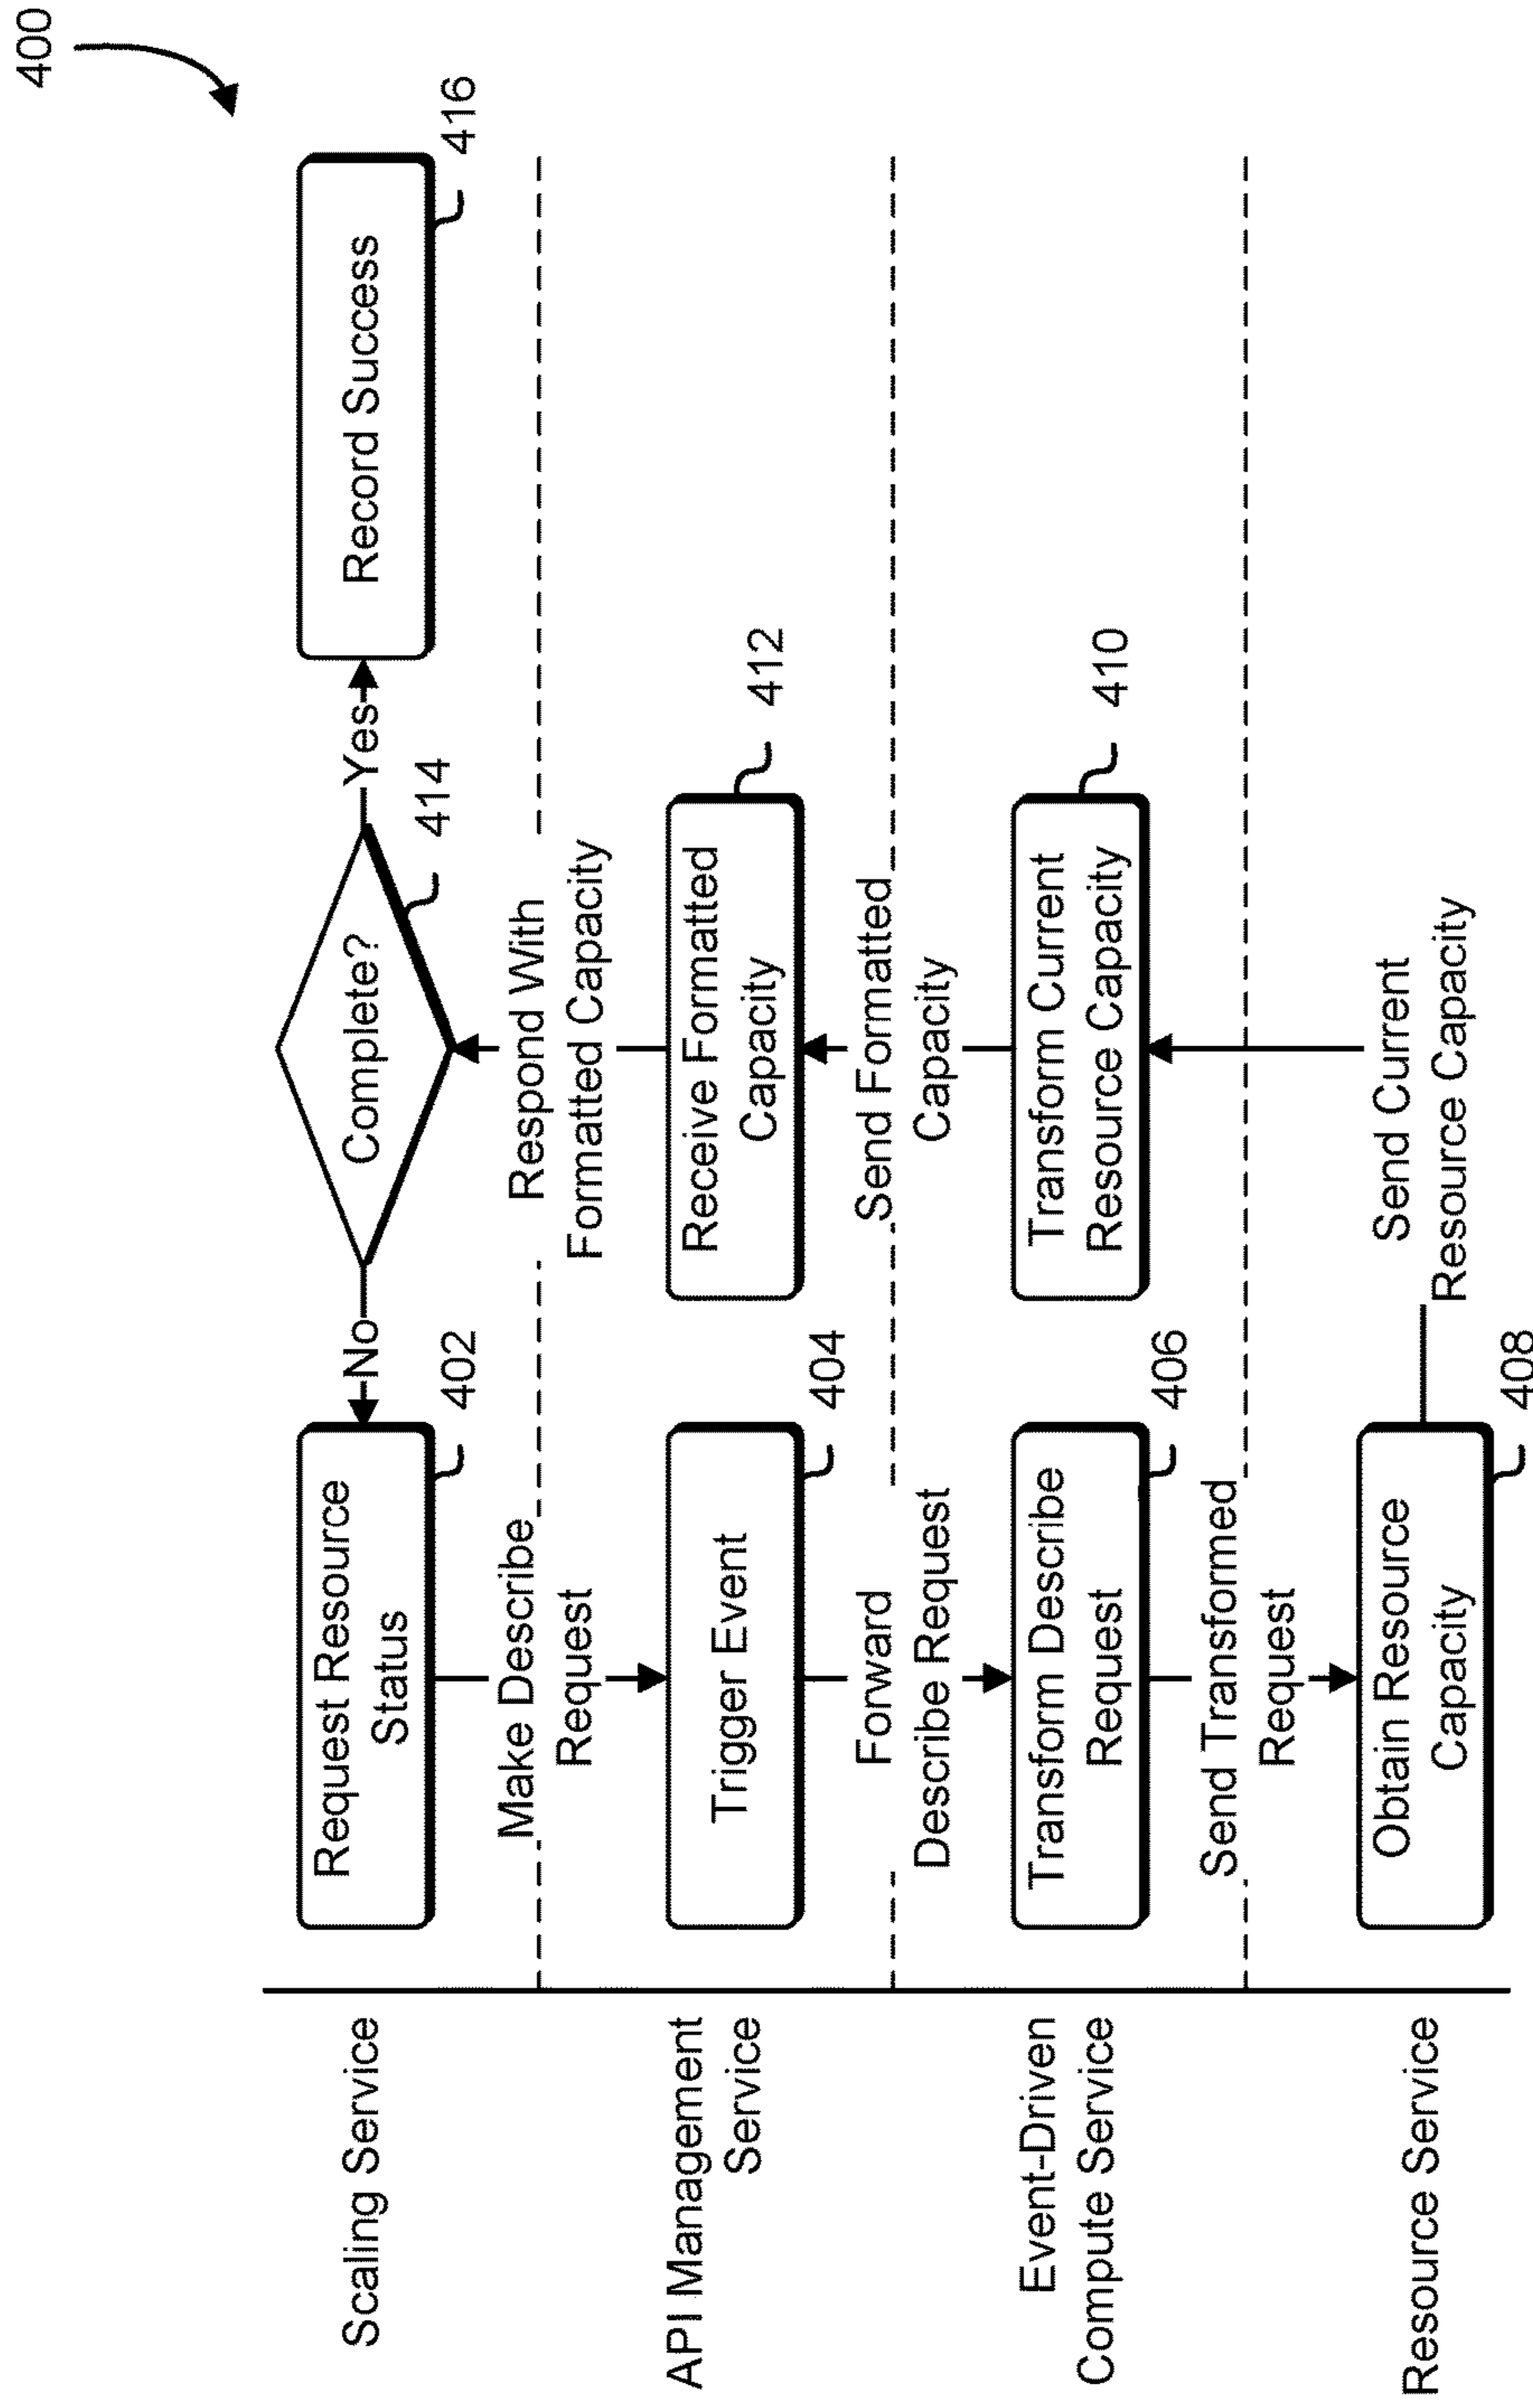 400
Scaling Service
Request Resource
Status
402
No
Complete?
414
Yes
Record Success
416
Make Describe
Request
Respond With
Formatted Capacity
API Management
Service
Trigger Event
404
Receive Formatted
Capacity
412
Forward
Describe Request
Send Formatted
Capacity
Event-Driven
Compute Service
Transform Describe
Request
406
Transform Current
Resource Capacity
410
Send Transformed
Request
Resource Service
Obtain Resource
Capacity
408
Send Current
Resource Capacity